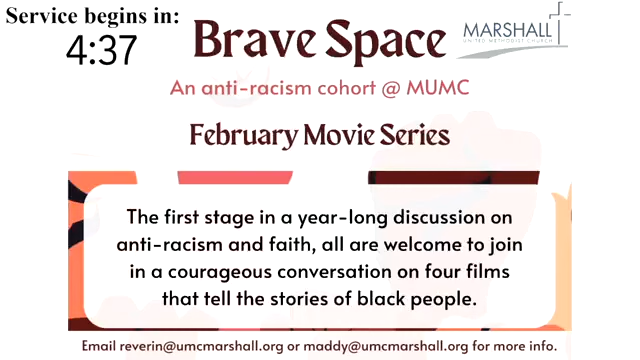 Service begins in:
4:37
Brave Space
MARSHALL
UNITED METHODIST CHURCH
An anti-racism cohort @ MUMC
February Movie Series
The first stage in a year-long discussion on
anti-racism and faith, all are welcome to join
in a courageous conversation on four films
that tell the stories of black people.
Email reverin@umcmarshall.org or maddy@umcmarshall.org for more info.